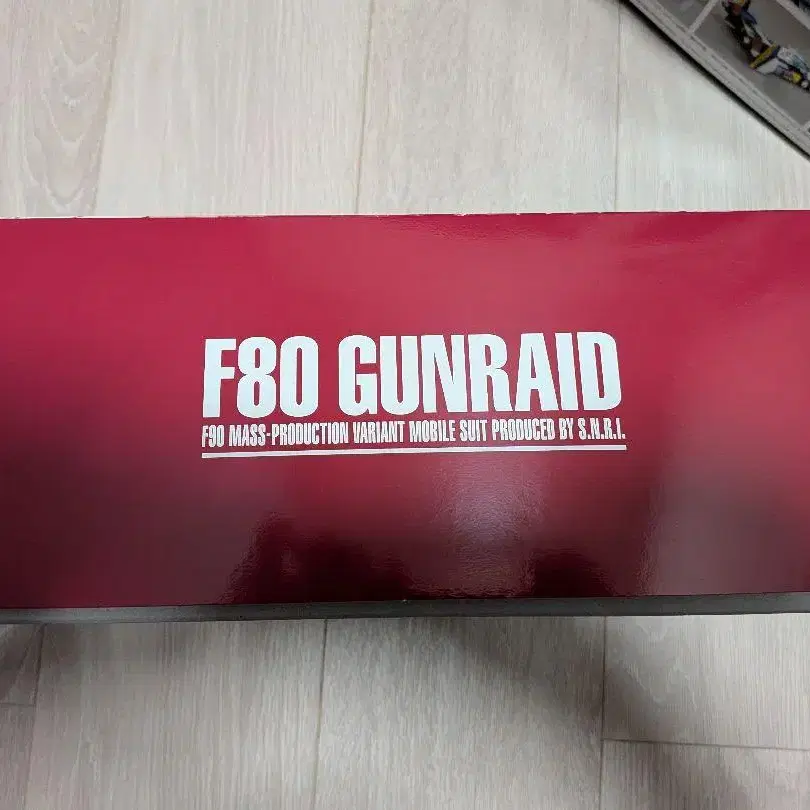 F80 GUNRAID
F90 MASS-PRODUCTION VARIANT MOBILE SUIT PRODUCED BY S.N.R.I.